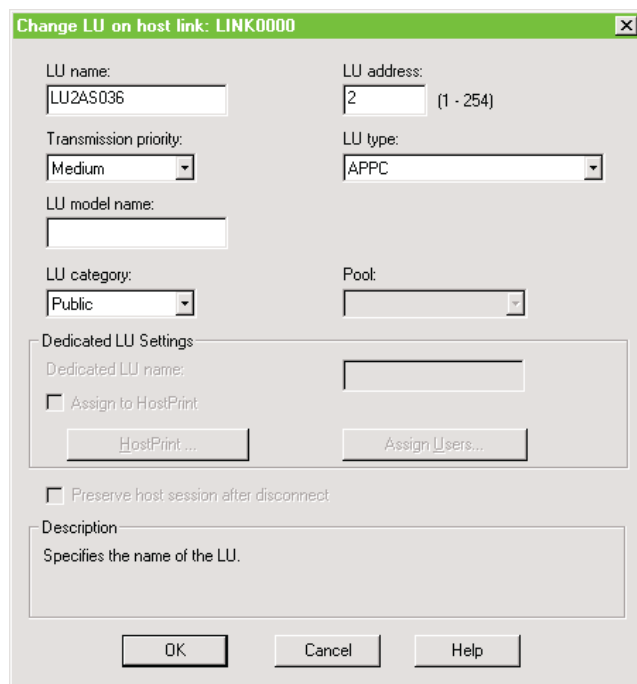 Change LU on host link: LINK0000
LU name:
LU address:
LU2AS036
2
(1 - 254)
Transmission priority:
LU type:
Medium
APPC
LU model name:
LU category:
Pool:
Public
Dedicated LU Settings
Dedicated LU name:
Assign to HostPrint
HostPrint ...
Assign Users...
Preserve host session after disconnect
Description
Specifies the name of the LU.
OK
Cancel
Help